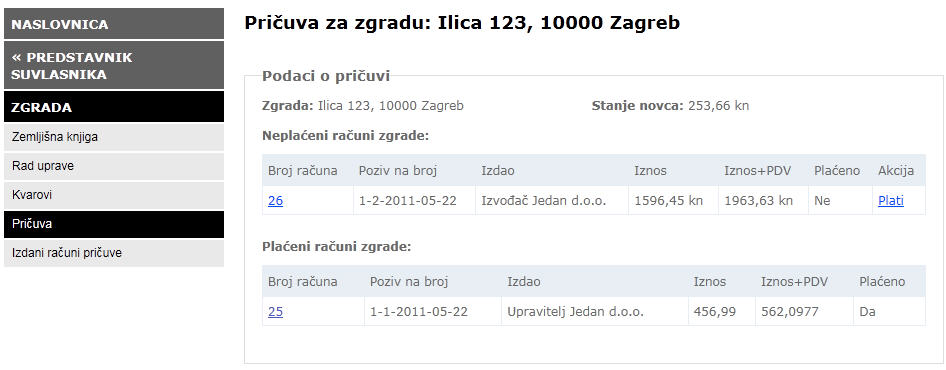 NASLOVNICA
« PREDSTAVNIK
SUVLASNIKA
ZGRADA
Zemljišna knjiga
Rad uprave
Kvarovi
Pričuva
Izdani računi pričuve
Pričuva za zgradu: Ilica 123, 10000 Zagreb
Podaci o pričuvi
Zgrada: Ilica 123, 10000 Zagreb Stanje novca: 253,66 kn
Neplaćeni računi zgrade:
Broj računa Poziv na broj Izdao Iznos Iznos+PDV Plaćeno Akcija
26 1-2-2011-05-22 Izvođač Jedan d.o.o. 1596,45 kn 1963,63 kn Ne Plati
Plaćeni računi zgrade:
Broj računa Poziv na broj Izdao Iznos Iznos+PDV Plaćeno
25 1-1-2011-05-22 Upravitelj Jedan d.o.o. 456,99 562,0977 Da